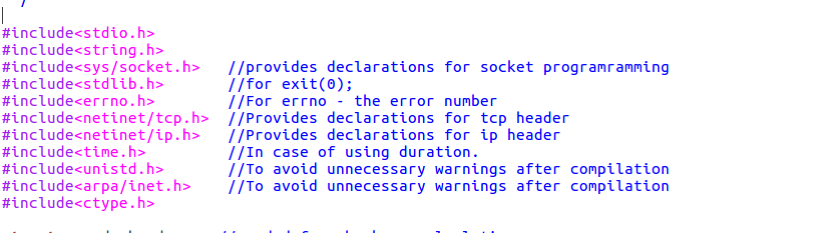 #include<stdio.h>
#include<string.h>
#include<sys/socket.h>   //provides declarations for socket programramming
#include<stdlib.h>       //for exit(0);
#include<errno.h>        //For errno - the error number
#include<netinet/tcp.h>  //Provides declarations for tcp header
#include<netinet/ip.h>   //Provides declarations for ip header
#include<time.h>         //In case of using duration.
#include<unistd.h>       //To avoid unnecessary warnings after compilation
#include<arpa/inet.h>    //To avoid unnecessary warnings after compilation
#include<ctype.h>